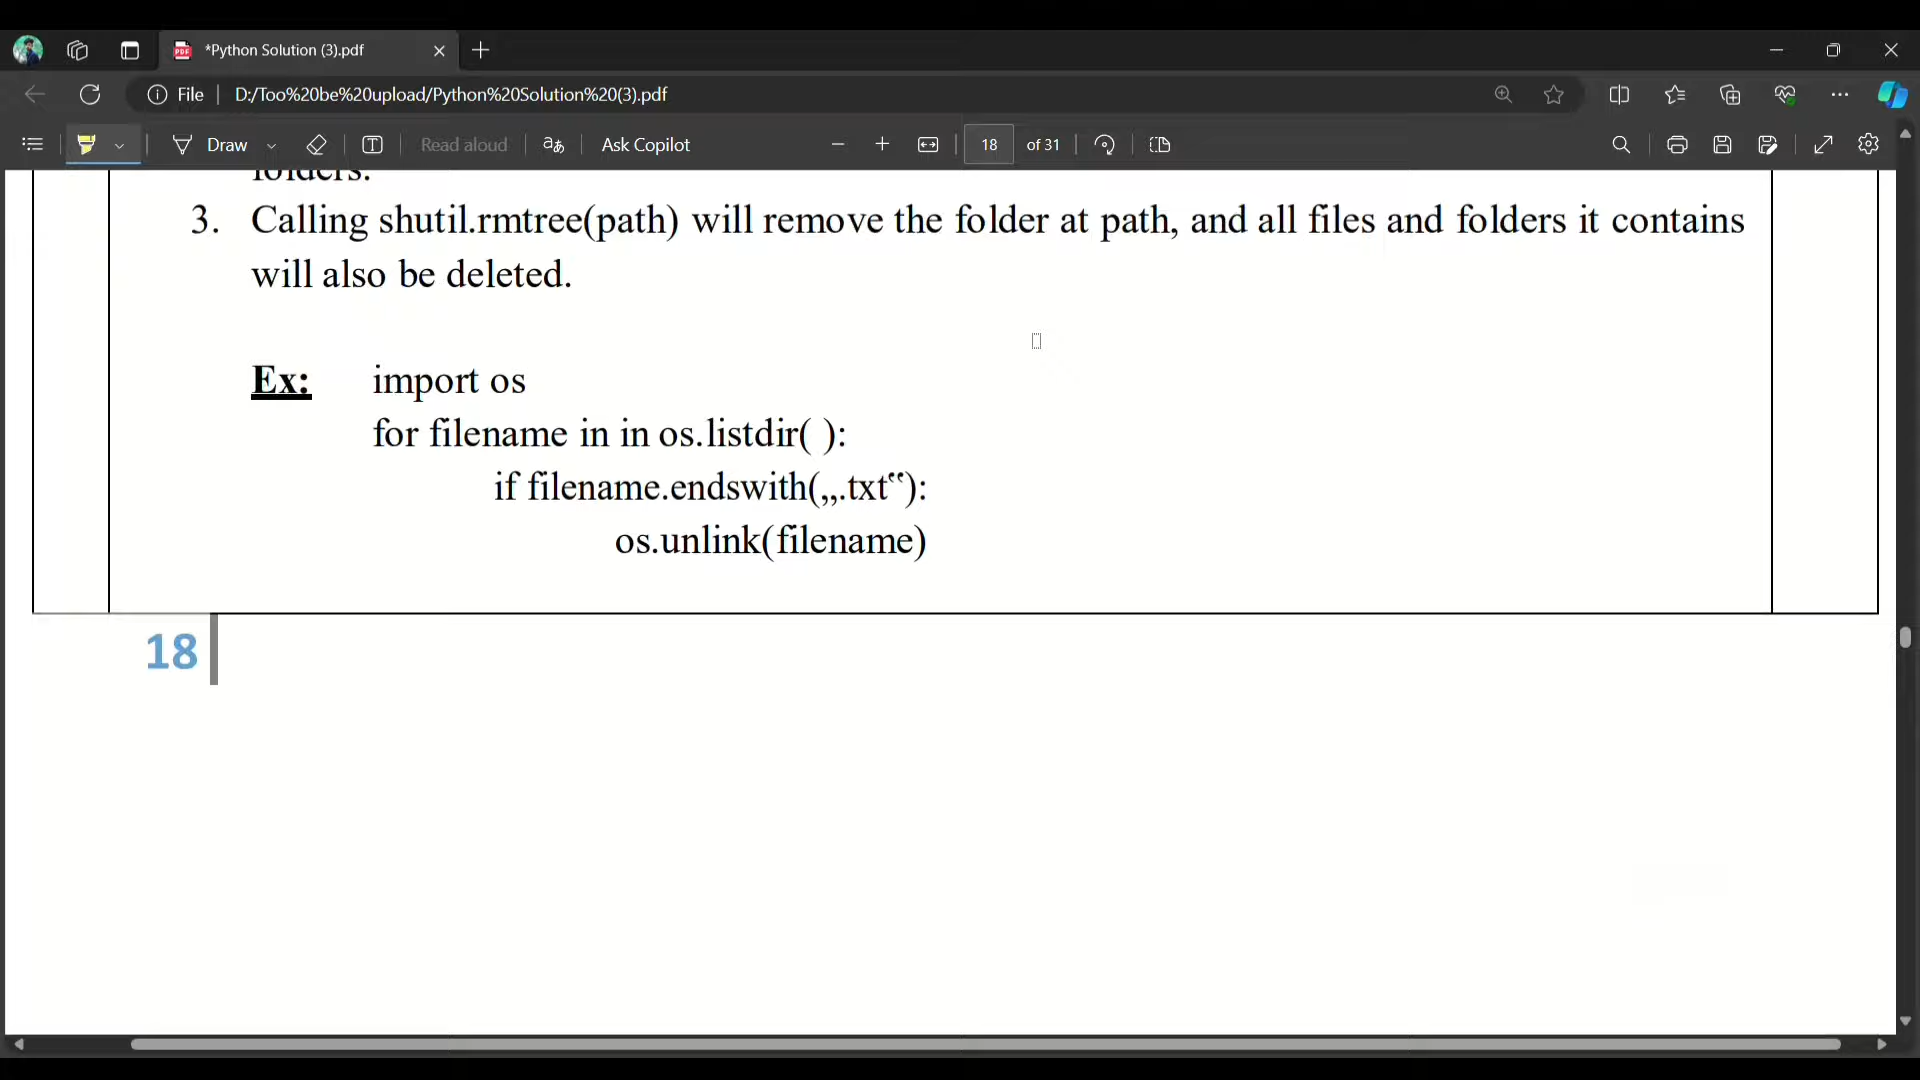 *Python Solution (3).pdf
File D:/Too%20be%20upload/Python%20Solution%20(3).pdf
Draw Read aloud aあ Ask Copilot 18 of 31
folders.
3. Calling shutil.rmtree(path) will remove the folder at path, and all files and folders it contains
will also be deleted.
Ex: import os
for filename in in os.listdir( ):
if filename.endswith(„.txt‟):
os.unlink(filename)
18